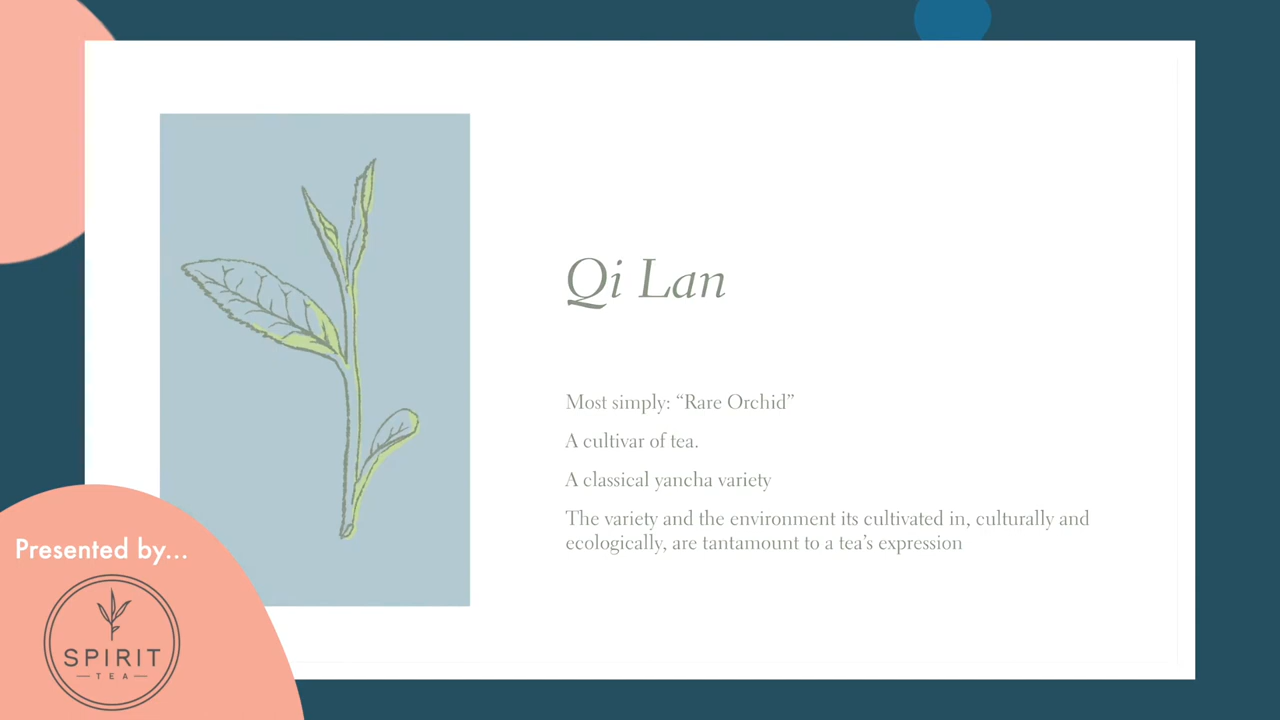 Qi Lan
Most simply: “Rare Orchid”
A cultivar of tea.
A classical yancha variety
The variety and the environment its cultivated in, culturally and
ecologically, are tantamount to a tea’s expression
Presented by...
SPIRIT
TEA